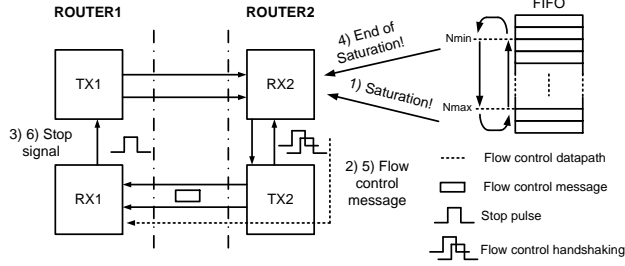 ROUTER1
ROUTER2
FIFO
TX1
RX2
4) End of
Saturation!
Nmin
1) Saturation!
Nmax
3) 6) Stop
signal
2) 5) Flow
control
message
RX1
TX2
Flow control datapath
Flow control message
Stop pulse
Flow control handshaking